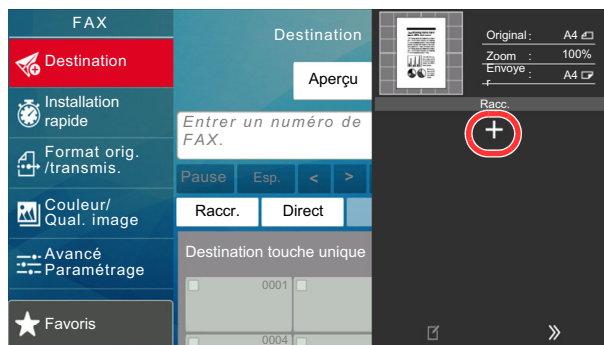 FAX
Destination
Installation
rapide
Format orig.
/transmis.
Couleur/
Qual. image
Avancé
Paramétrage
Favoris
Destination
Aperçu
Entrer un numéro de
FAX.
Pause Esp. < >
Raccr. Direct
Destination touche unique
0001
0004
Original : A4
Zoom : 100%
Envoye : A4
r
Racc.